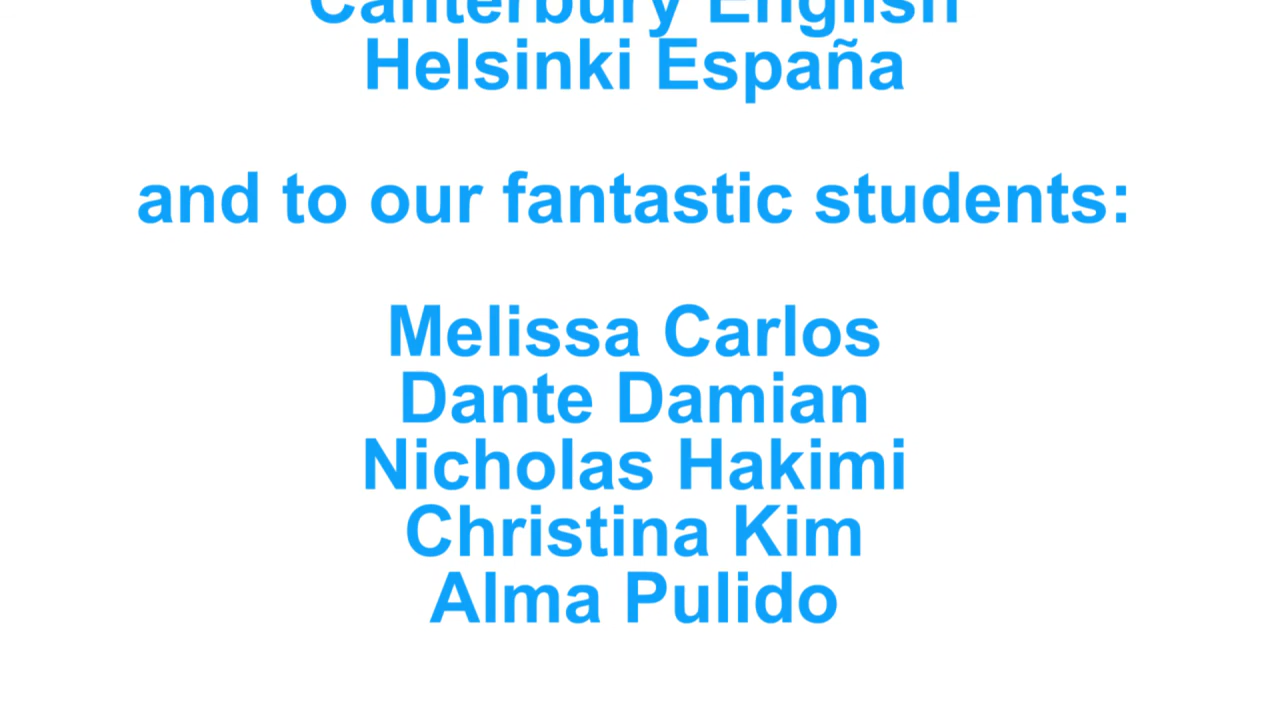 Canterbury English
Helsinki España
and to our fantastic students:
Melissa Carlos
Dante Damian
Nicholas Hakimi
Christina Kim
Alma Pulido